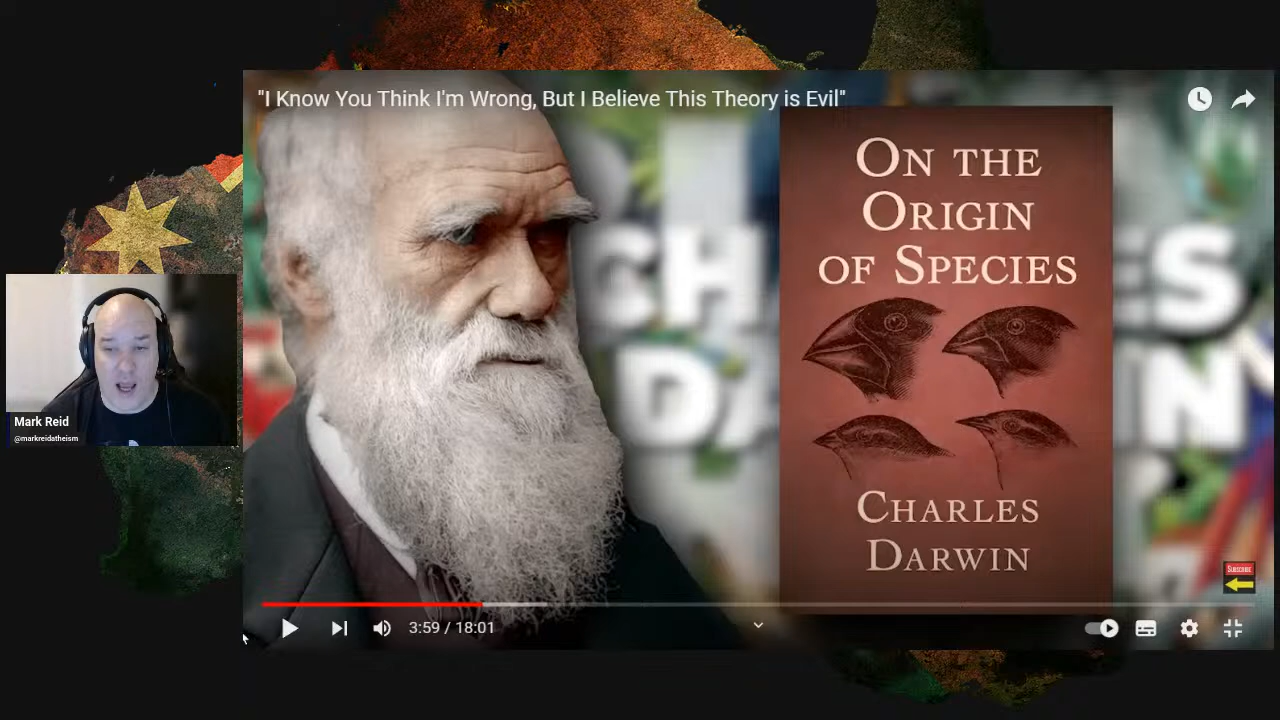 "I Know You Think I'm Wrong, But I Believe This Theory is Evil"
ON THE
ORIGIN
OF SPECIES
CHARLES
DARWIN
Mark Reid
@markreidatheism
SUBSCRIBE
3:59 / 18:01